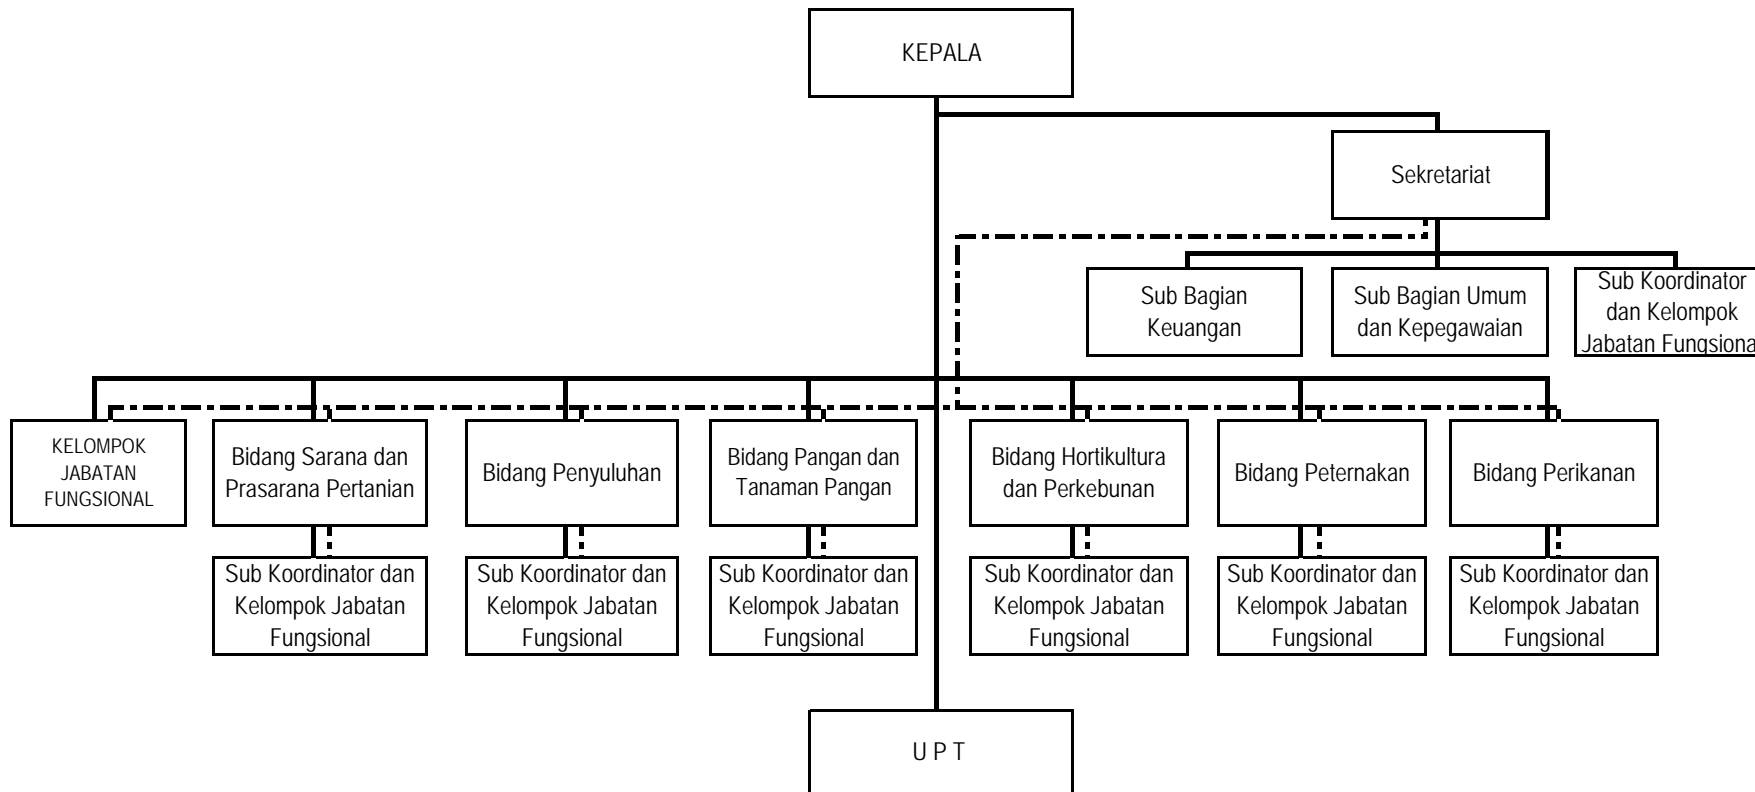 KEPALA
Sekretariat
Sub Bagian
Keuangan
Sub Bagian Umum
dan Kepegawaian
Sub Koordinator
dan Kelompok
Jabatan Fungsional
KELOMPOK
JABATAN
FUNGSIONAL
Bidang Sarana dan
Prasarana Pertanian
Bidang Penyuluhan
Bidang Pangan dan
Tanaman Pangan
Bidang Hortikultura
dan Perkebunan
Bidang Peternakan
Bidang Perikanan
Sub Koordinator dan
Kelompok Jabatan
Fungsional
Sub Koordinator dan
Kelompok Jabatan
Fungsional
Sub Koordinator dan
Kelompok Jabatan
Fungsional
Sub Koordinator dan
Kelompok Jabatan
Fungsional
Sub Koordinator dan
Kelompok Jabatan
Fungsional
Sub Koordinator dan
Kelompok Jabatan
Fungsional
U P T